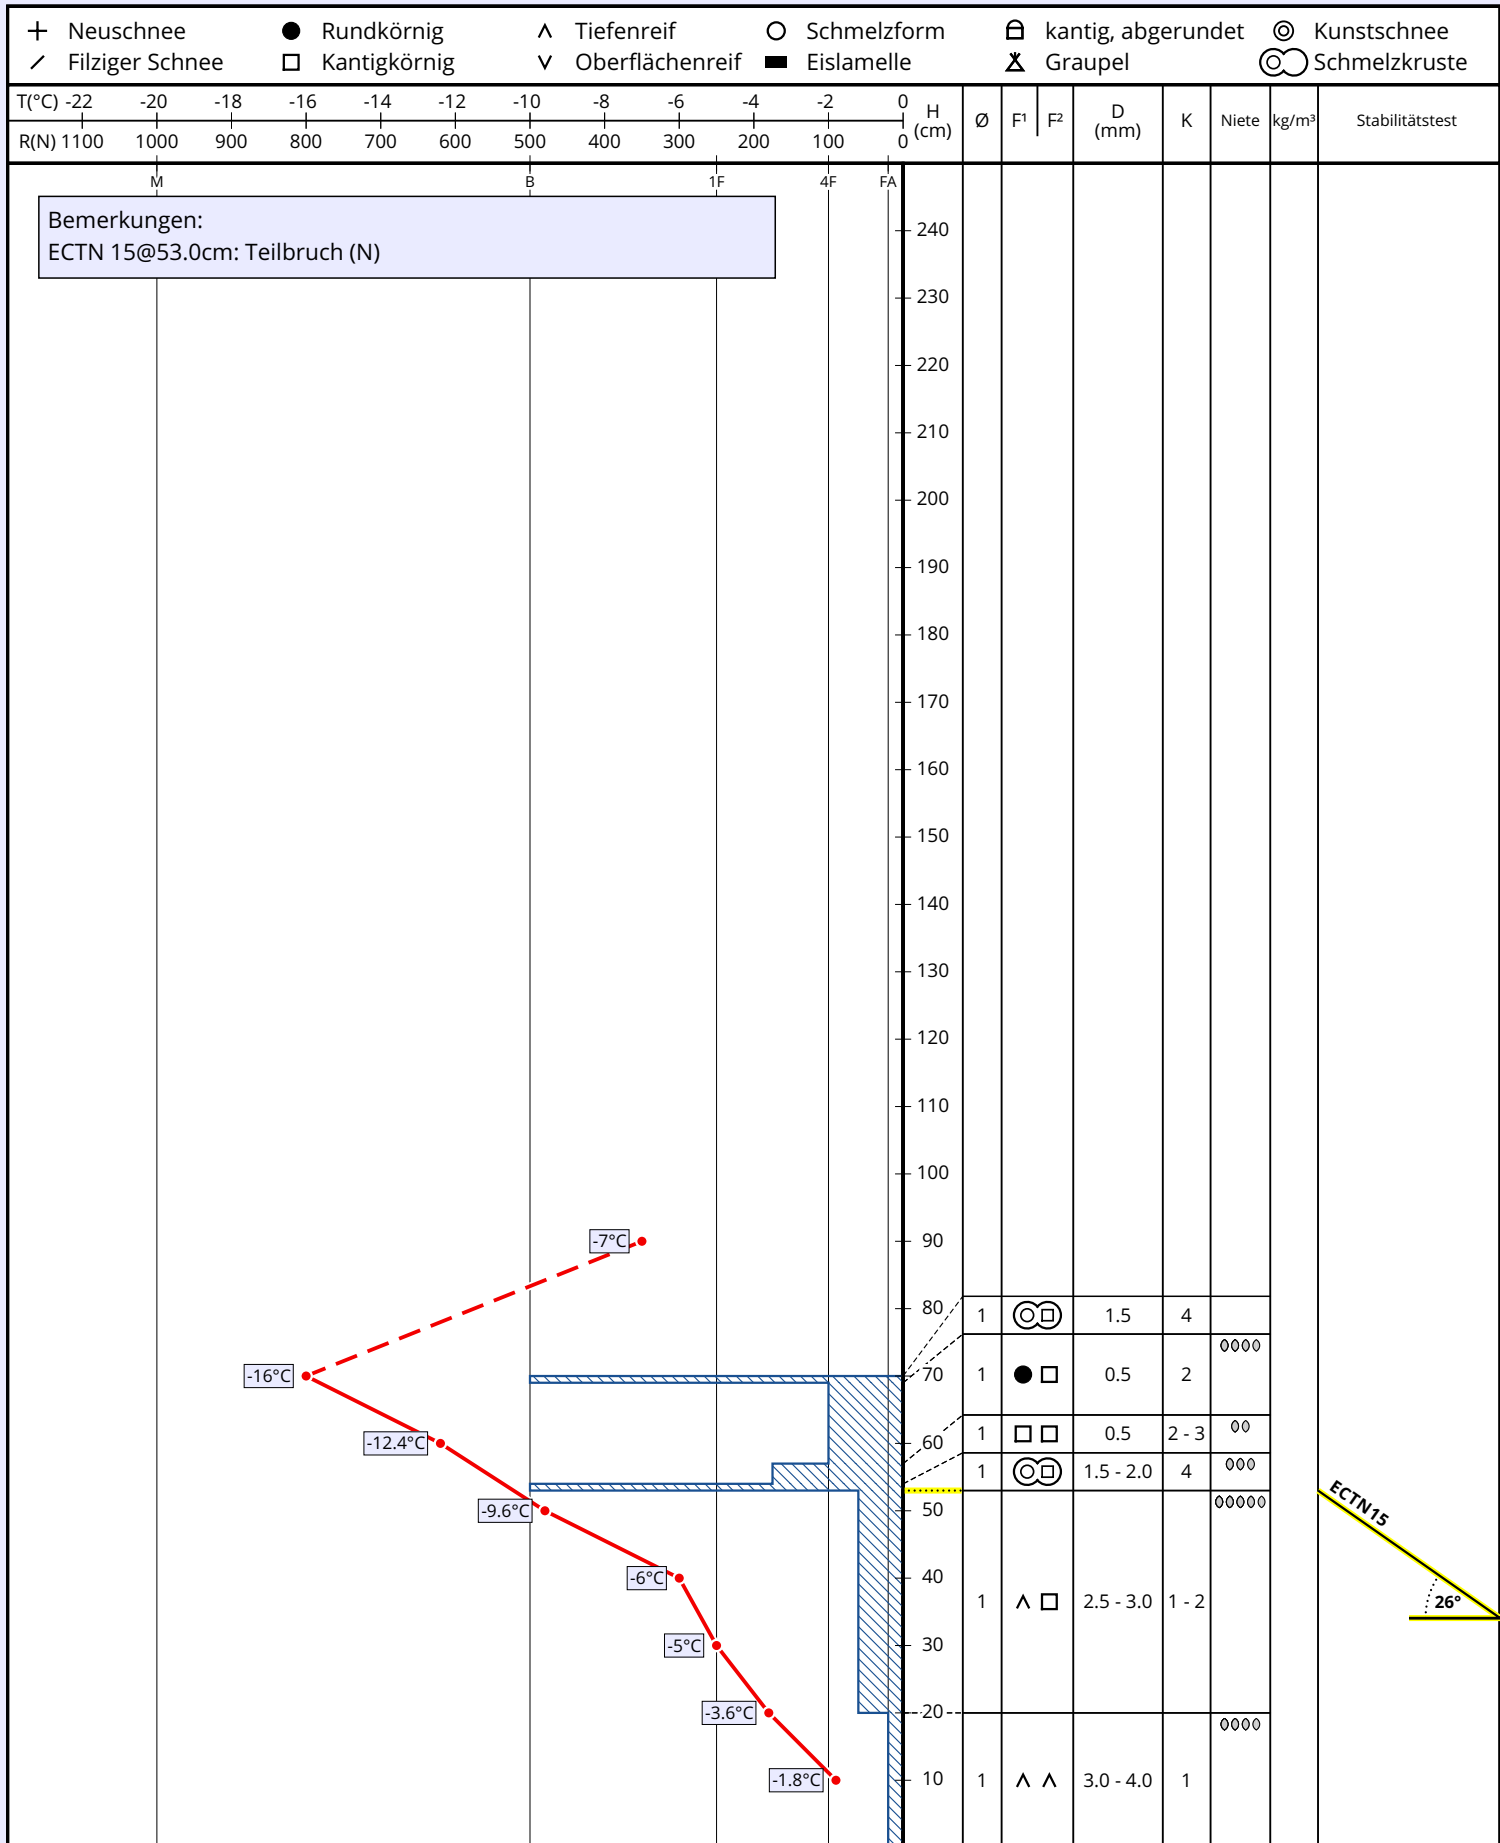 Neuschnee Rundkörnig Tiefenreif Schmelzform kantig, abgerundet Kunstschnee
Filziger Schnee Kantigkörnig Oberflächenreif Eislamelle Graupel Schmelzkruste
T(°C) -22 -20 -18 -16 -14 -12 -10 -8 -6 -4 -2 0
R(N) 1100 1000 900 800 700 600 500 400 300 200 100 0
H (cm) Ø F¹ F² D (mm) K Niete kg/m³ Stabilitätstest
M B 1F 4F FA
Bemerkungen:
ECTN 15@53.0cm: Teilbruch (N)
240
230
220
210
200
190
180
170
160
150
140
130
120
110
100
-7°C 90
80
1 1.5 4
-16°C 70 1 0.5 2
-12.4°C 60 1 0.5 2 - 3
1 1.5 - 2.0 4
-9.6°C 50
ECTN15
-6°C 40
1 2.5 - 3.0 1 - 2
26°
-5°C 30
-3.6°C 20
-1.8°C 10 1 3.0 - 4.0 1